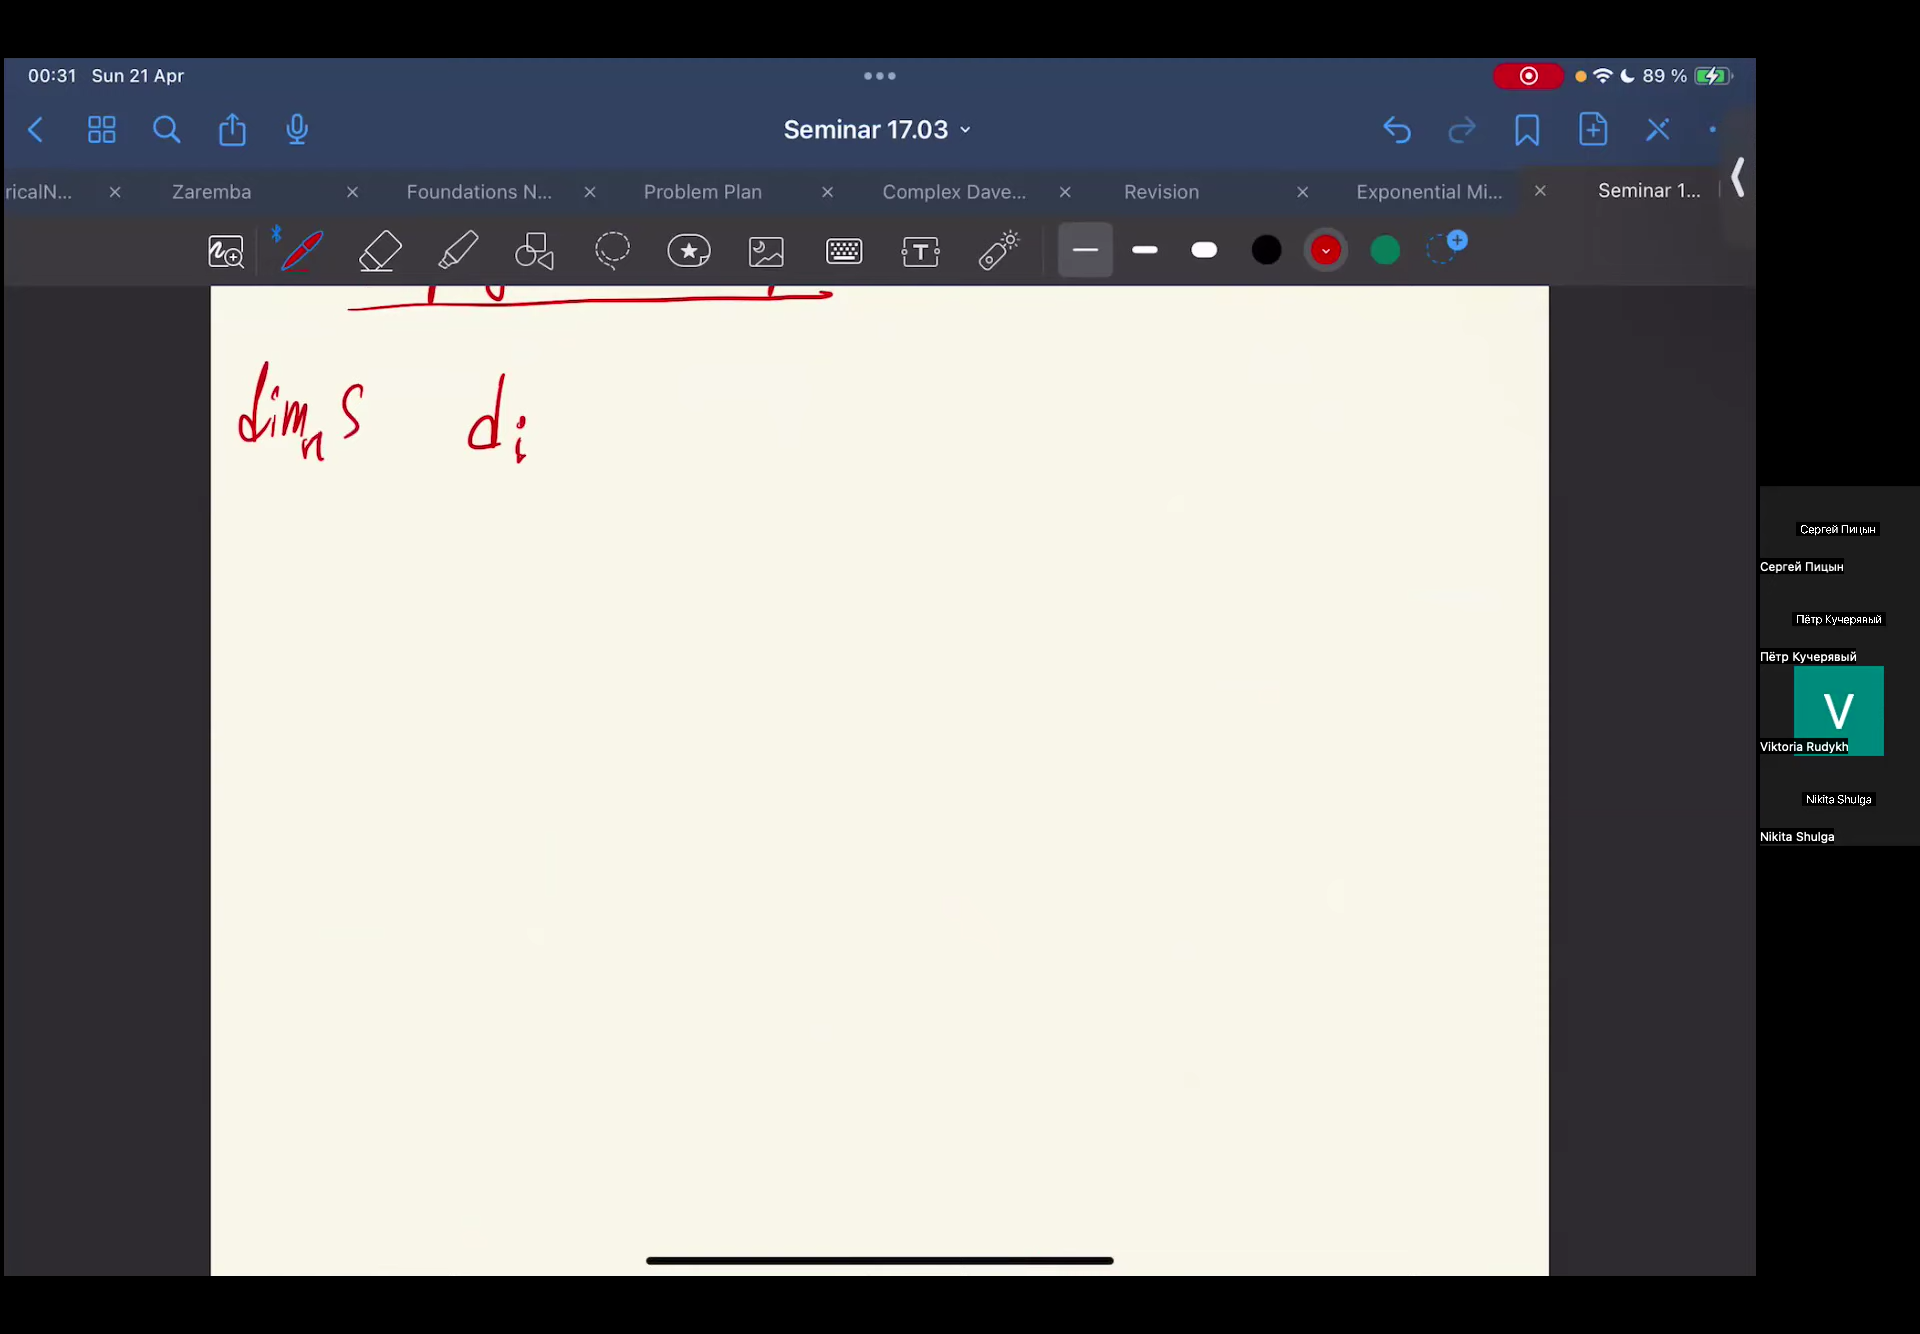 00:31 Sun 21 Apr 89 %
Seminar 17.03
ricalN... Zaremba Foundations N... Problem Plan Complex Dave... Revision Exponential Mi... Seminar 1...
T
dimₙ S dᵢ
Сергей Пицын
Сергей Пицын
Пётр Кучерявый
Пётр Кучерявый
V
Viktoria Rudykh
Nikita Shulga
Nikita Shulga